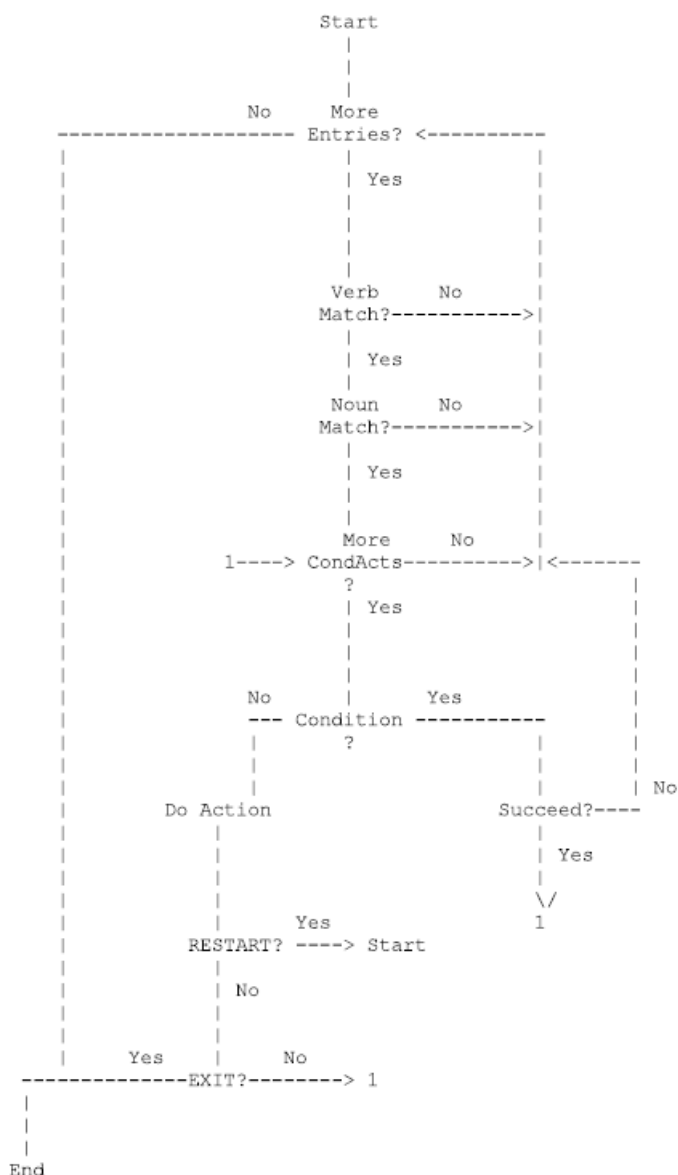 Start
No More
Entries?
Yes
Verb No
Match?
Yes
Noun No
Match?
Yes
More No
1----> CondActs
?
Yes
No Yes
Condition
?
No
Do Action Succeed?
Yes
\/
Yes 1
RESTART? ----> Start
No
Yes No
EXIT?--------> 1
End